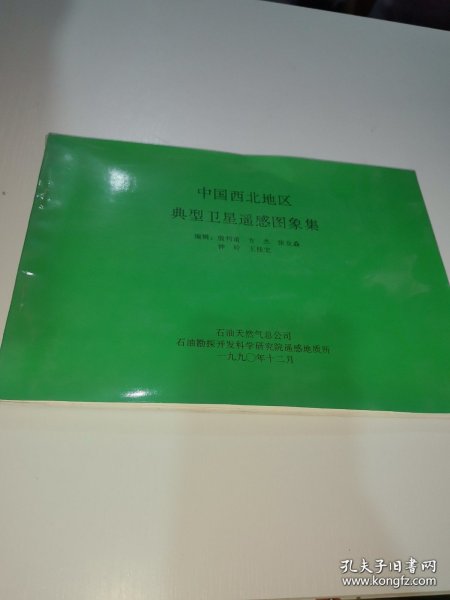 中国西北地区
典型卫星遥感图象集
编辑：
石油天然气总公司
石油勘探开发科学研究院遥感地质所
一九九〇年十二月
孔夫子旧书网
www.kongfz.com